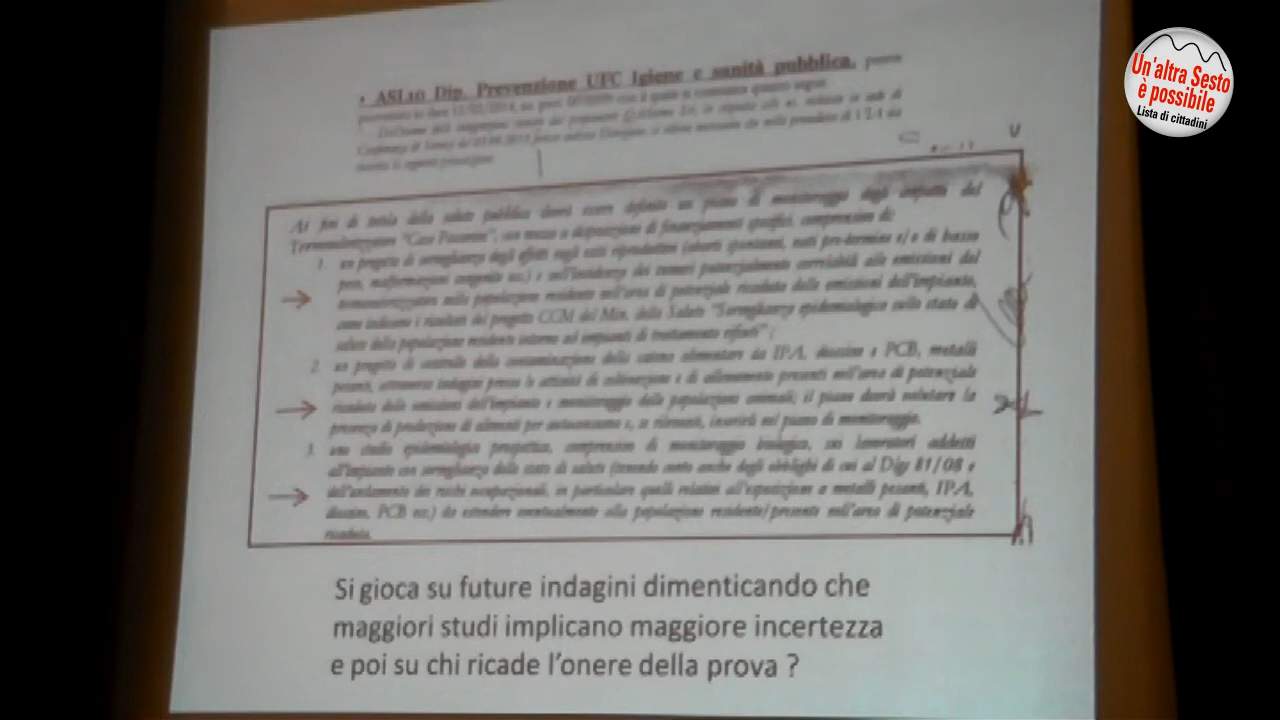 • ASL10 Dip. Prevenzione UFC Igiene e sanità pubblica,
Ai fini di tutela della salute pubblica dovrà essere definito un piano di monitoraggio degli impatti del
Termovalorizzatore "Case Passerini", con messa a disposizione di finanziamenti specifici, comprensivo di:
1. un progetto di sorveglianza degli effetti sugli esiti riproduttivi (aborti spontanei, nati pre-termine e/o di basso
peso, malformazioni congenite ecc.) e sull'incidenza dei tumori potenzialmente correlabili alle emissioni del
termovalorizzatore nella popolazione residente nell'area di potenziale ricaduta delle emissioni dell'impianto,
come indicano i risultati del progetto CCM del Min. della Salute "Sorveglianza epidemiologica sullo stato di
salute della popolazione residente intorno ad impianti di trattamento rifiuti";
2. un progetto di controllo della contaminazione della catena alimentare da IPA, diossine e PCB, metalli
pesanti, attraverso indagini presso le attività di coltivazione e di allevamento presenti nell'area di potenziale
ricaduta delle emissioni dell'impianto e monitoraggio delle popolazioni animali; il piano dovrà valutare la
presenza di produzione di alimenti per autoconsumo e, se rilevanti, inserirla nel piano di monitoraggio.
3. uno studio epidemiologico prospettico, comprensivo di monitoraggio biologico, sui lavoratori addetti
all'impianto con sorveglianza dello stato di salute (tenendo conto anche degli obblighi di cui al Dlgs 81/08 e
dell'andamento dei rischi occupazionali, in particolare quelli relativi all'esposizione a metalli pesanti, IPA,
diossine, PCB ecc.) da estendere eventualmente alla popolazione residente/presente nell'area di potenziale
ricaduta.
Si gioca su future indagini dimenticando che
maggiori studi implicano maggiore incertezza
e poi su chi ricade l'onere della prova ?
Un'altra Sesto
è possibile
Lista di cittadini